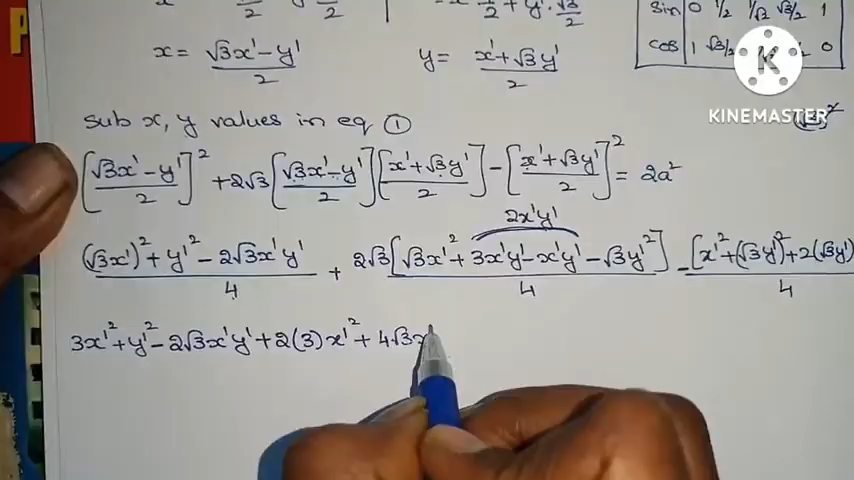 x = (√3x' - y')/2    y = (x' + √3y')/2
Sin 0 1/2 1/√2 √3/2 1
cos 1 √3/2 0
KINEMASTER
sub x, y values in eq ①
[(√3x' - y')/2]² + 2√3 [(√3x' - y')/2][(x' + √3y')/2] - [(x' + √3y')/2]² = 2a²
2x'y'
((√3x')² + y'² - 2√3x'y')/4 + 2√3[√3x'² + 3x'y' - x'y' - √3y'²]/4 - [x'² + (√3y')² + 2(√3y')/4
3x'² + y'² - 2√3x'y' + 2(3)x'² + 4√3x